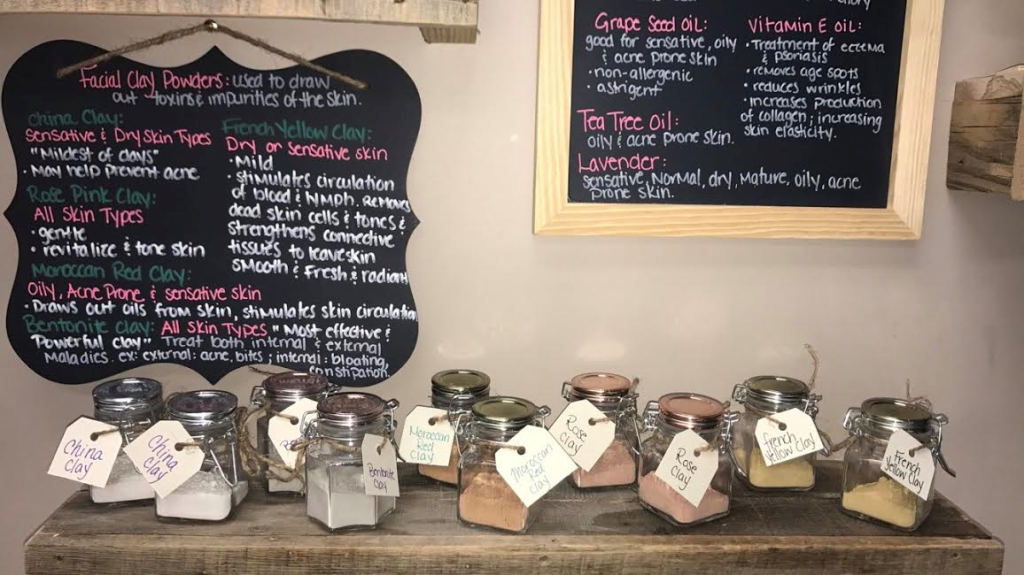 Facial Clay Powders: used to draw
out toxins & impurities of the skin.
China Clay:
Sensative & Dry Skin Types
"Mildest of clays"
• May help prevent acne
Rose Pink Clay:
All Skin Types
• gentle
• revitalize & tone skin
French Yellow Clay:
Dry or sensative skin
• Mild
• stimulates circulation
of blood & lymph. Removes
dead skin cells & tones &
strengthens connective
tissues to leave skin
smooth & fresh & radiant
Moroccan Red Clay:
Oily, Acne Prone & sensative skin
• Draws out oils from skin, stimulates skin circulation
Bentonite Clay: All Skin Types "Most effective &
Powerful clay" Treat both internal & external
Maladies. ex: external: acne, bites; internal: bloating,
constipation.
Grape Seed Oil:
good for sensative, oily
& acne prone skin
• non-allergenic
• astrigent
Tea Tree Oil:
oily & acne prone skin.
Vitamin E Oil:
• Treatment of eczema
& psoriasis
• removes age spots
• reduces wrinkles
• increases production
of collagen; increasing
skin elasticity.
Lavender:
sensative, Normal, dry, Mature, oily, acne
prone skin.
China
Clay
China
Clay
Bentonite
Clay
Moroccan
Red
Clay
Moroccan
Red
Clay
Rose
Clay
Rose
Clay
French
Yellow
Clay
French
Yellow
Clay